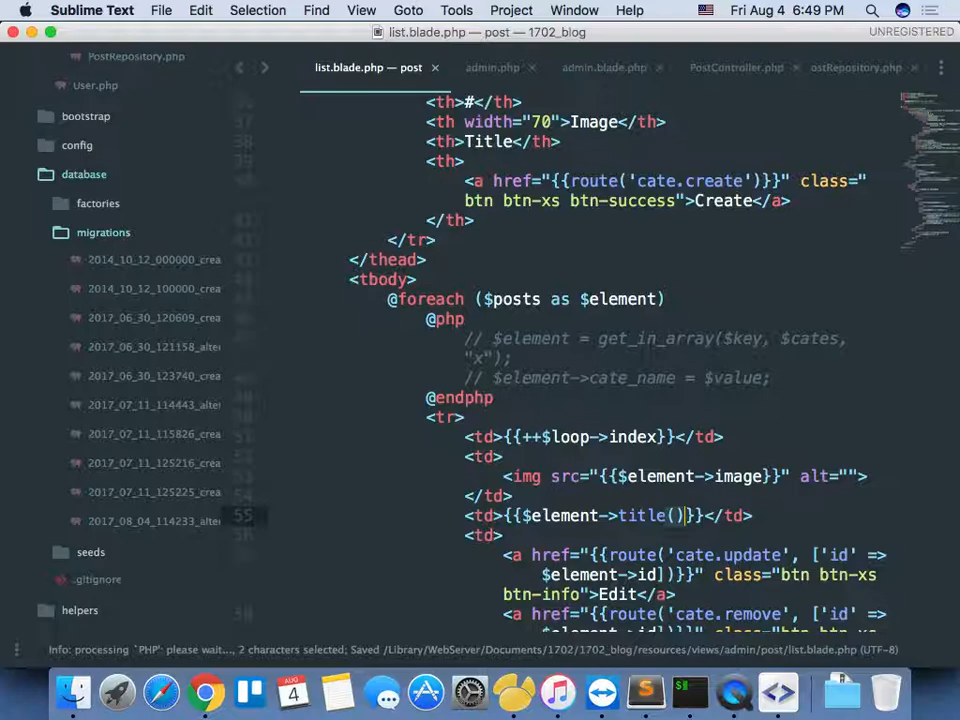 Sublime Text File Edit Selection Find View Goto Tools Project Window Help Fri Aug 4 6:49 PM
list.blade.php — post — 1702_blog UNREGISTERED
PostRepository.php
User.php
bootstrap
config
database
factories
migrations
2014_10_12_000000_crea
2014_10_12_100000_crea
2017_06_30_120609_crea
2017_06_30_121158_alter
2017_06_30_123740_crea
2017_07_11_114443_alter
2017_07_11_115826_crea
2017_07_11_125216_crea
2017_07_11_125225_crea
2017_08_04_114233_alter
seeds
.gitignore
helpers
list.blade.php — post × admin.php × admin.blade.php × PostController.php × ostRepository.php ×
<th>#</th>
<th width="70">Image</th>
<th>Title</th>
<th>
<a href="{{route('cate.create')}}" class="
btn btn-xs btn-success">Create</a>
</th>
</tr>
</thead>
<tbody>
@foreach ($posts as $element)
@php
// $element = get_in_array($key, $cates,
"x");
// $element->cate_name = $value;
@endphp
<tr>
<td>{{++$loop->index}}</td>
<td>
<img src="{{$element->image}}" alt="">
</td>
55 <td>{{$element->title()}}</td>
<td>
<a href="{{route('cate.update', ['id' =>
$element->id])}}" class="btn btn-xs
btn-info">Edit</a>
<a href="{{route('cate.remove', ['id' =>
Info: processing `PHP`: please wait..., 2 characters selected; Saved /Library/WebServer/Documents/1702/1702_blog/resources/views/admin/post/list.blade.php (UTF-8)
AUG
4